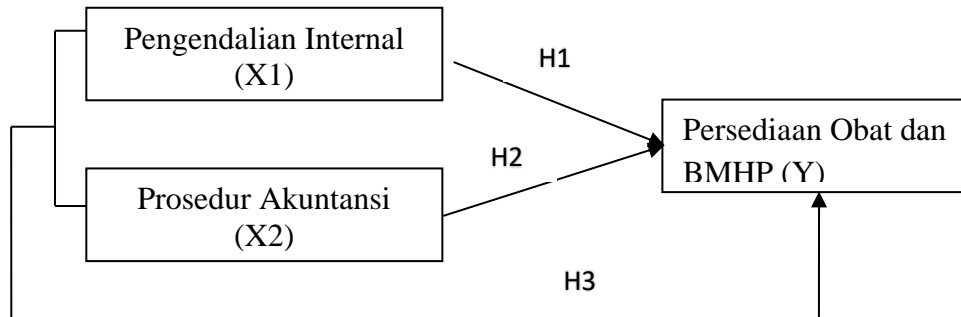 Pengendalian Internal
(X1)
H1
Persediaan Obat dan
BMHP (Y)
H2
Prosedur Akuntansi
(X2)
H3